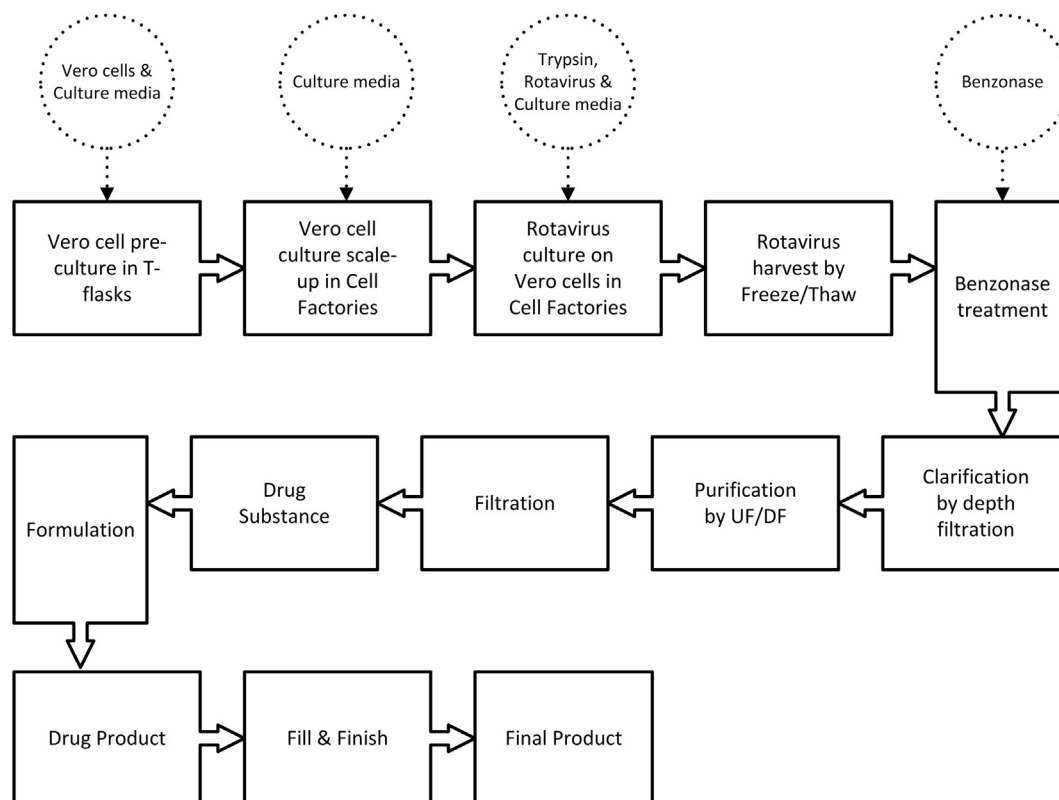 Vero cells &
Culture media
Culture media
Trypsin,
Rotavirus &
Culture media
Benzonase
Vero cell pre-
culture in T-
flasks
Vero cell
culture scale-
up in Cell
Factories
Rotavirus
culture on
Vero cells in
Cell Factories
Rotavirus
harvest by
Freeze/Thaw
Benzonase
treatment
Clarification
by depth
filtration
Purification
by UF/DF
Filtration
Drug
Substance
Formulation
Drug Product
Fill & Finish
Final Product